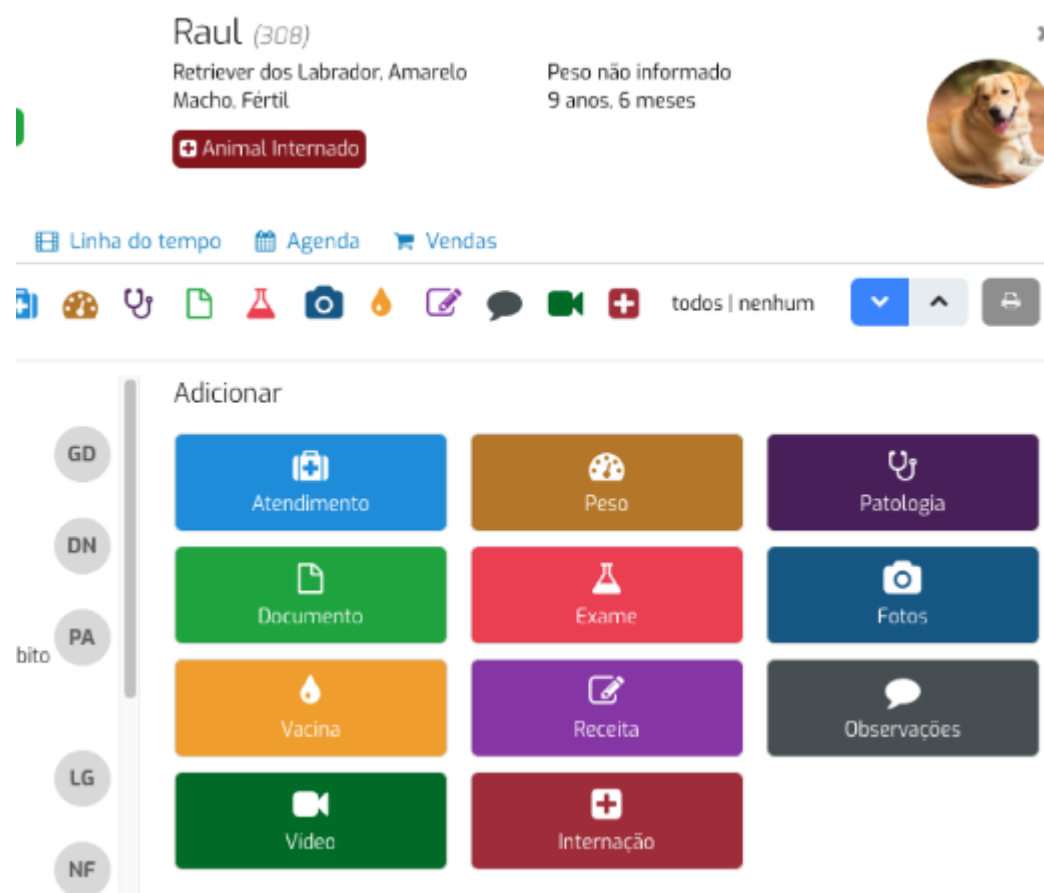 Raul (308)
Retriever dos Labrador, Amarelo
Macho, Fértil
Peso não informado
9 anos, 6 meses
Animal Internado
Linha do tempo
Agenda
Vendas
todos | nenhum
Adicionar
GD
DN
bito
PA
LG
NF
Atendimento
Peso
Patologia
Documento
Exame
Fotos
Vacina
Receita
Observações
Video
Internação